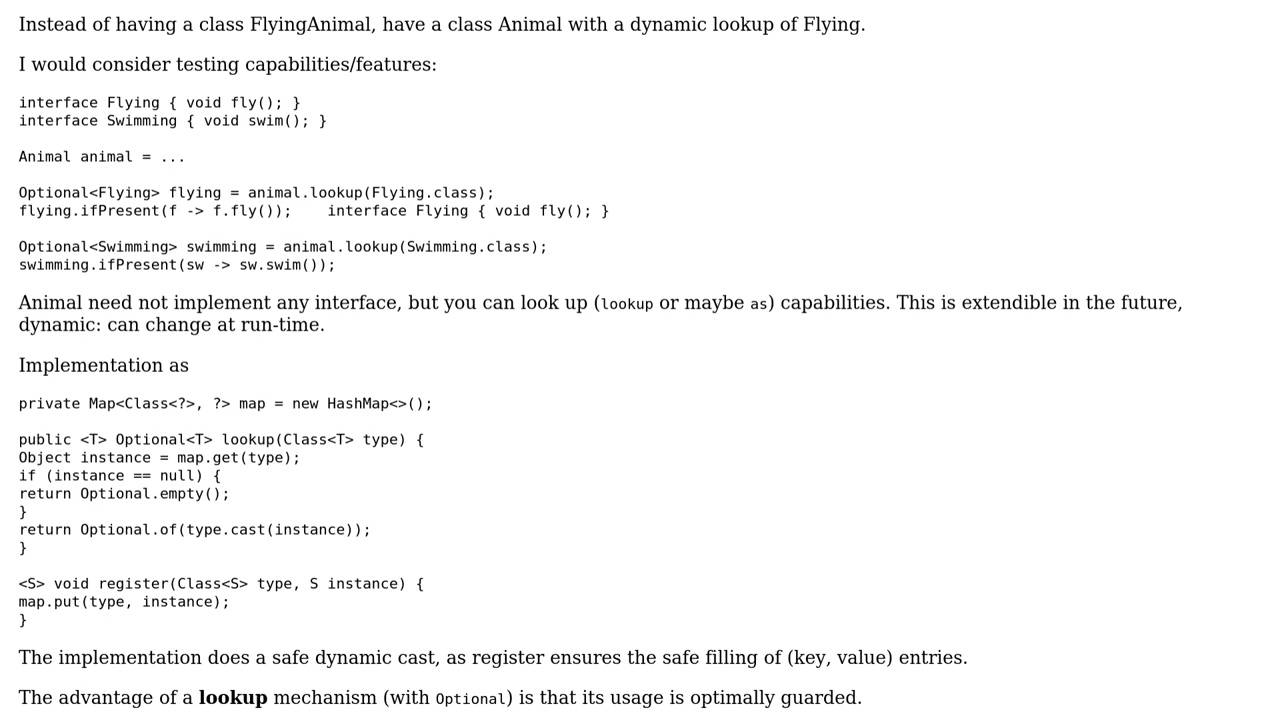 Instead of having a class FlyingAnimal, have a class Animal with a dynamic lookup of Flying.
I would consider testing capabilities/features:
interface Flying { void fly(); }
interface Swimming { void swim(); }
Animal animal = ...
Optional<Flying> flying = animal.lookup(Flying.class);
flying.ifPresent(f -> f.fly());    interface Flying { void fly(); }
Optional<Swimming> swimming = animal.lookup(Swimming.class);
swimming.ifPresent(sw -> sw.swim());
Animal need not implement any interface, but you can look up (lookup or maybe as) capabilities. This is extendible in the future,
dynamic: can change at run-time.
Implementation as
private Map<Class<?>, ?> map = new HashMap<>();
public <T> Optional<T> lookup(Class<T> type) {
Object instance = map.get(type);
if (instance == null) {
return Optional.empty();
}
return Optional.of(type.cast(instance));
}
<S> void register(Class<S> type, S instance) {
map.put(type, instance);
}
The implementation does a safe dynamic cast, as register ensures the safe filling of (key, value) entries.
The advantage of a lookup mechanism (with Optional) is that its usage is optimally guarded.